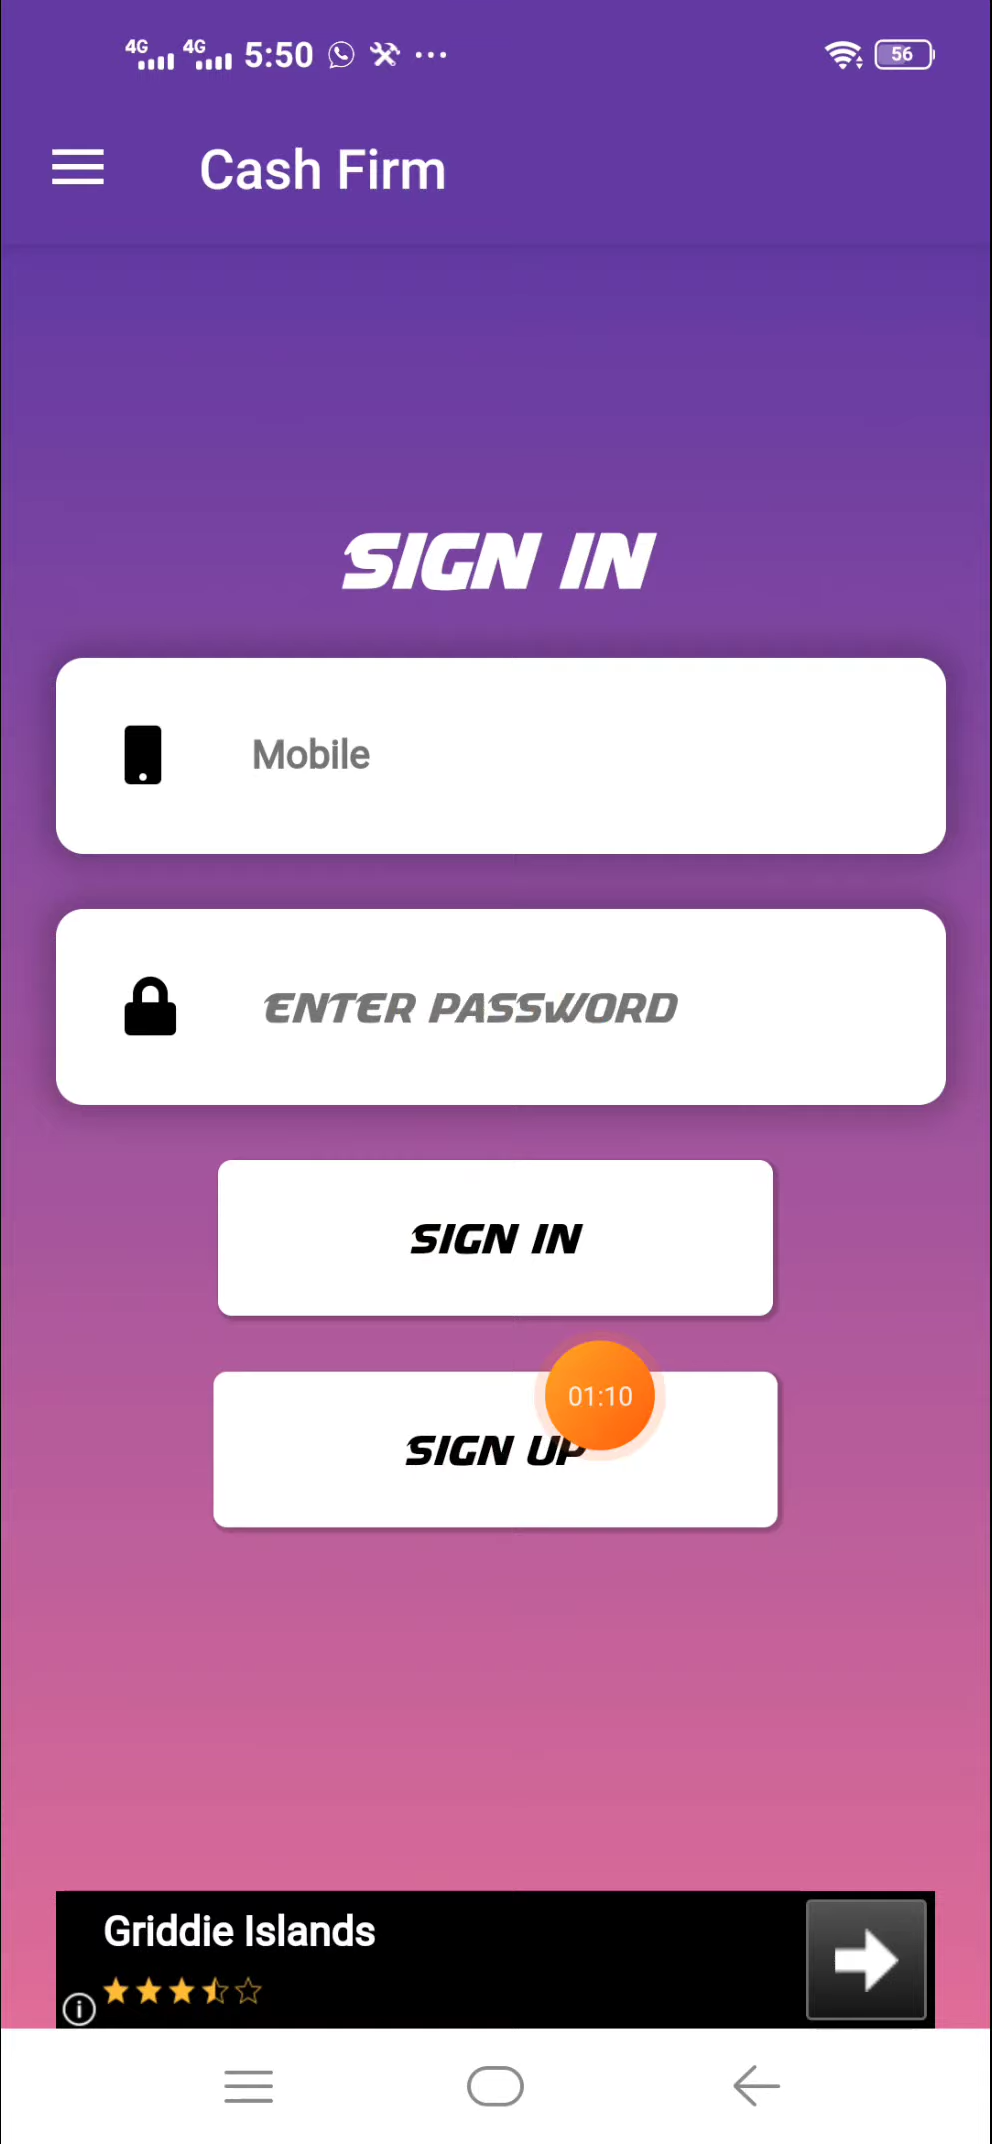 4G 4G 5:50 56
Cash Firm
SIGN IN
Mobile
ENTER PASSWORD
SIGN IN
01:10
SIGN UP
Griddie Islands